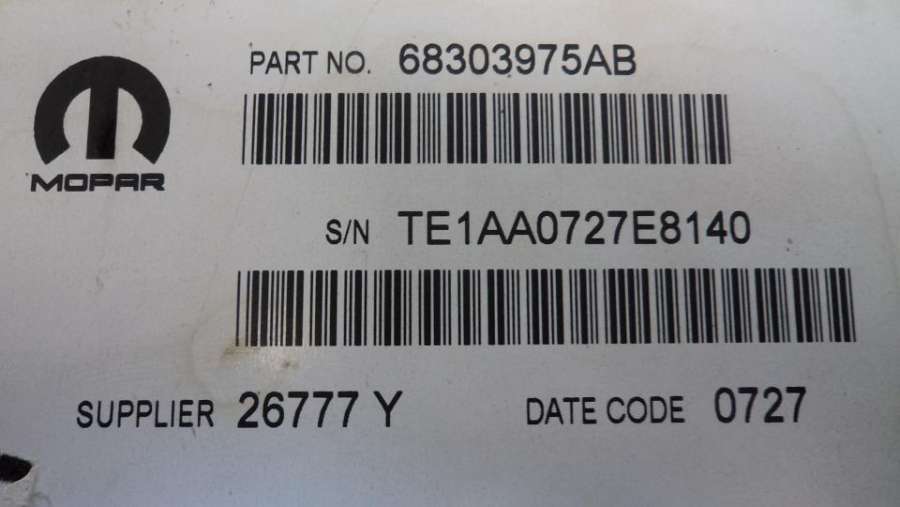 PART NO. 68303975AB
MOPAR
S/N TE1AA0727E8140
SUPPLIER 26777 Y
DATE CODE 0727